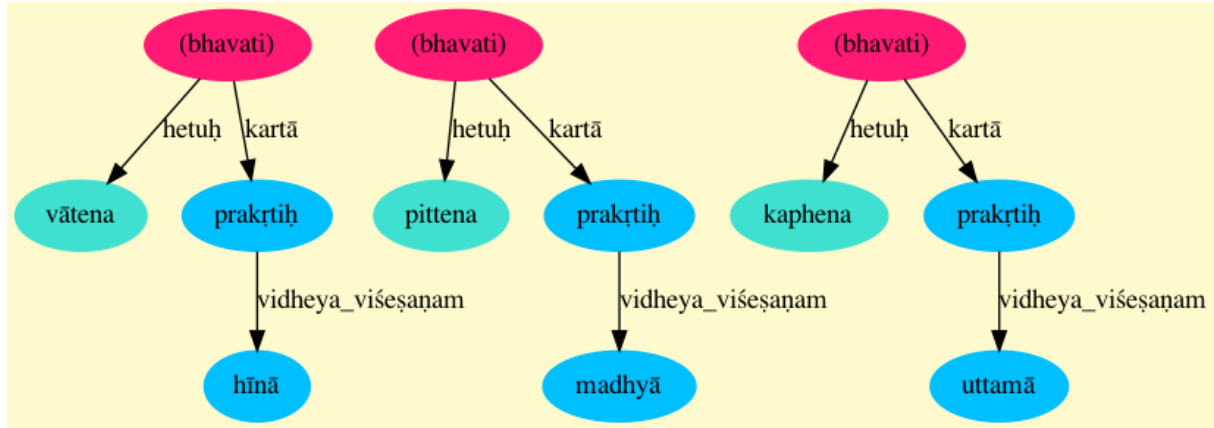 (bhavati) (bhavati) (bhavati)
hetuḥ kartā hetuḥ kartā hetuḥ kartā
vātena prakṛtiḥ pittena prakṛtiḥ kaphena prakṛtiḥ
vidheya_viśeṣaṇam vidheya_viśeṣaṇam vidheya_viśeṣaṇam
hīnā madhyā uttamā